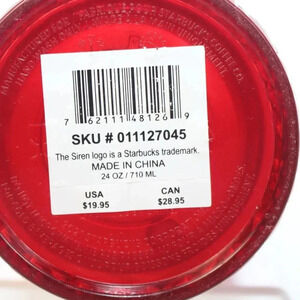 7 62111 48126 9
SKU # 011127045
The Siren logo is a Starbucks trademark.
MADE IN CHINA
24 OZ / 710 ML
USA
$19.95
CAN
$28.95